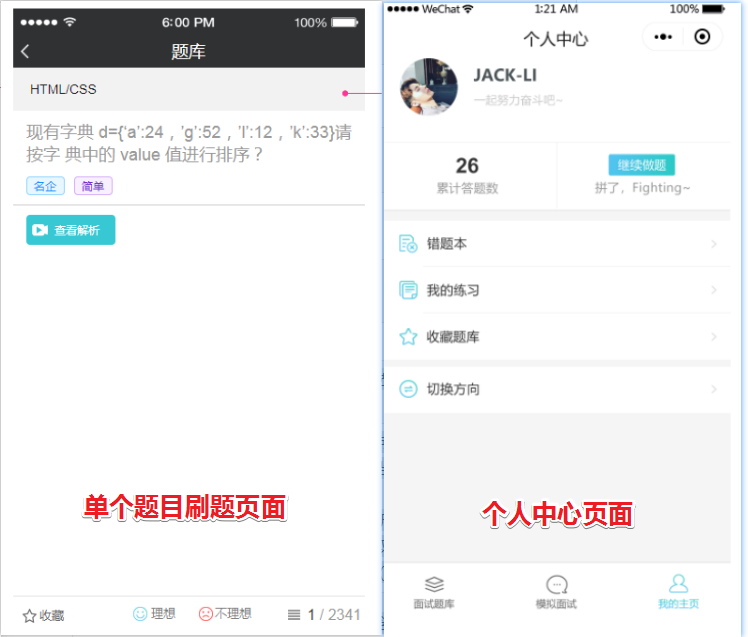 6:00 PM 100%
题库
HTML/CSS
现有字典 d={'a':24，'g':52，'l':12，'k':33}请
按字 典中的 value 值进行排序？
名企 简单
查看解析
单个题目刷题页面
收藏 理想 不理想 1 / 2341
WeChat 1:21 AM 100%
个人中心
JACK-LI
一起努力奋斗吧~
26 继续做题
累计答题数 拼了，Fighting~
错题本
我的练习
收藏题库
切换方向
个人中心页面
面试题库 模拟面试 我的主页